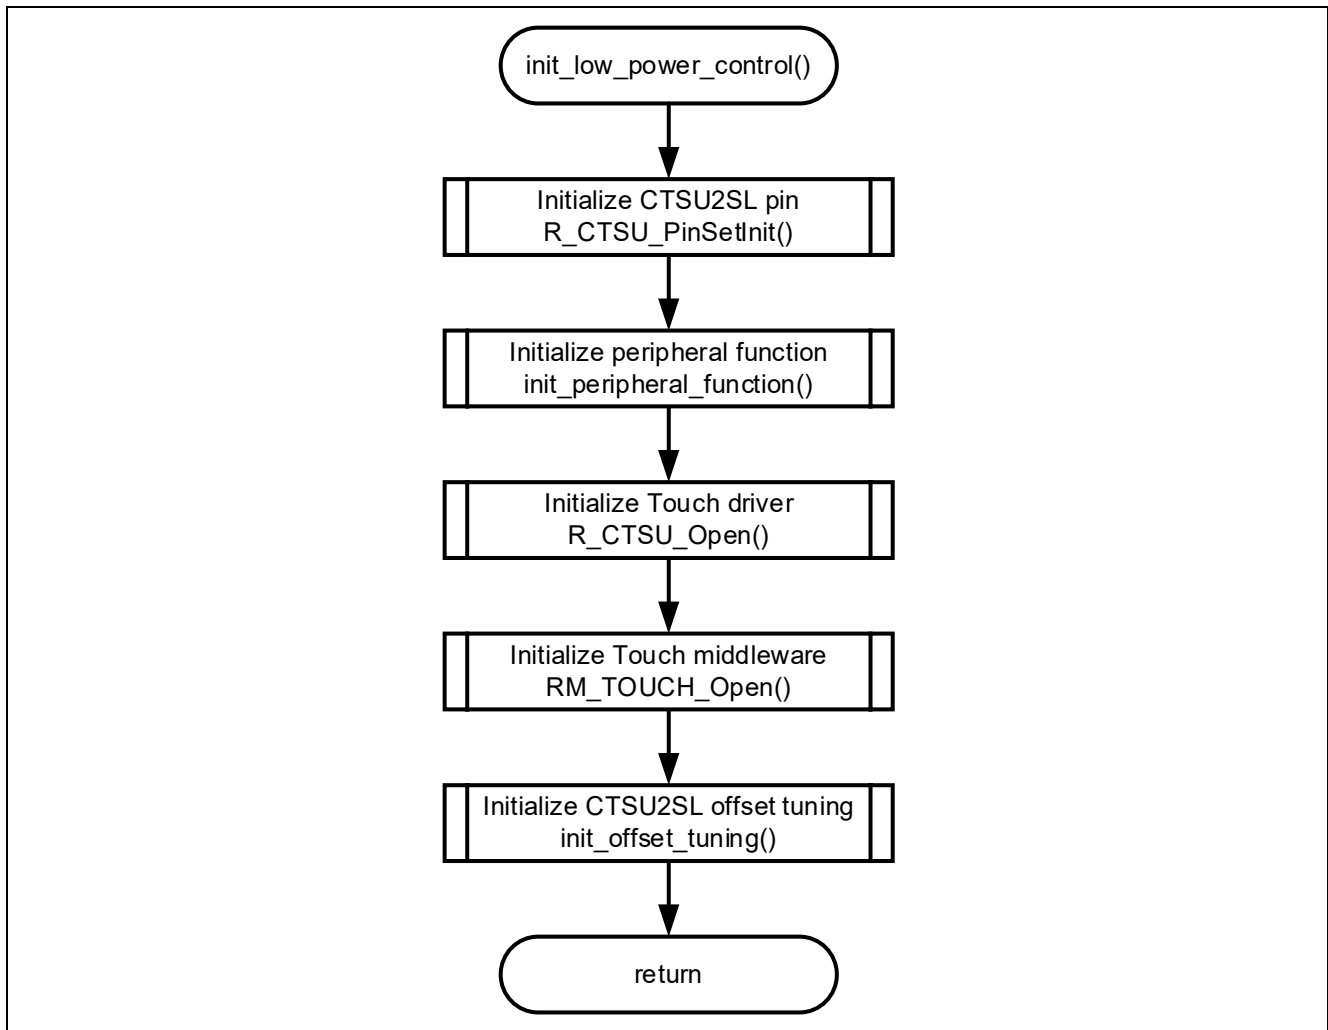 init_low_power_control()
Initialize CTSU2SL pin
R_CTSU_PinSetInit()
Initialize peripheral function
init_peripheral_function()
Initialize Touch driver
R_CTSU_Open()
Initialize Touch middleware
RM_TOUCH_Open()
Initialize CTSU2SL offset tuning
init_offset_tuning()
return